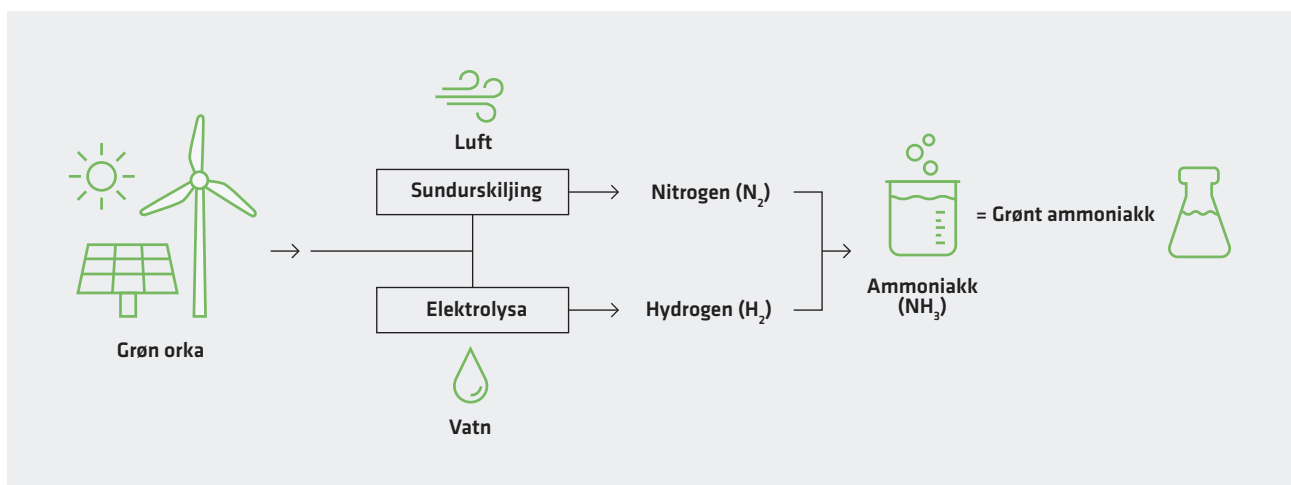 Luft
Sundurskiljing
Nitrogen (N₂)
= Grønt ammoniakk
Ammoniakk
(NH₃)
Elektrolysa
Hydrogen (H₂)
Grøn orka
Vatn